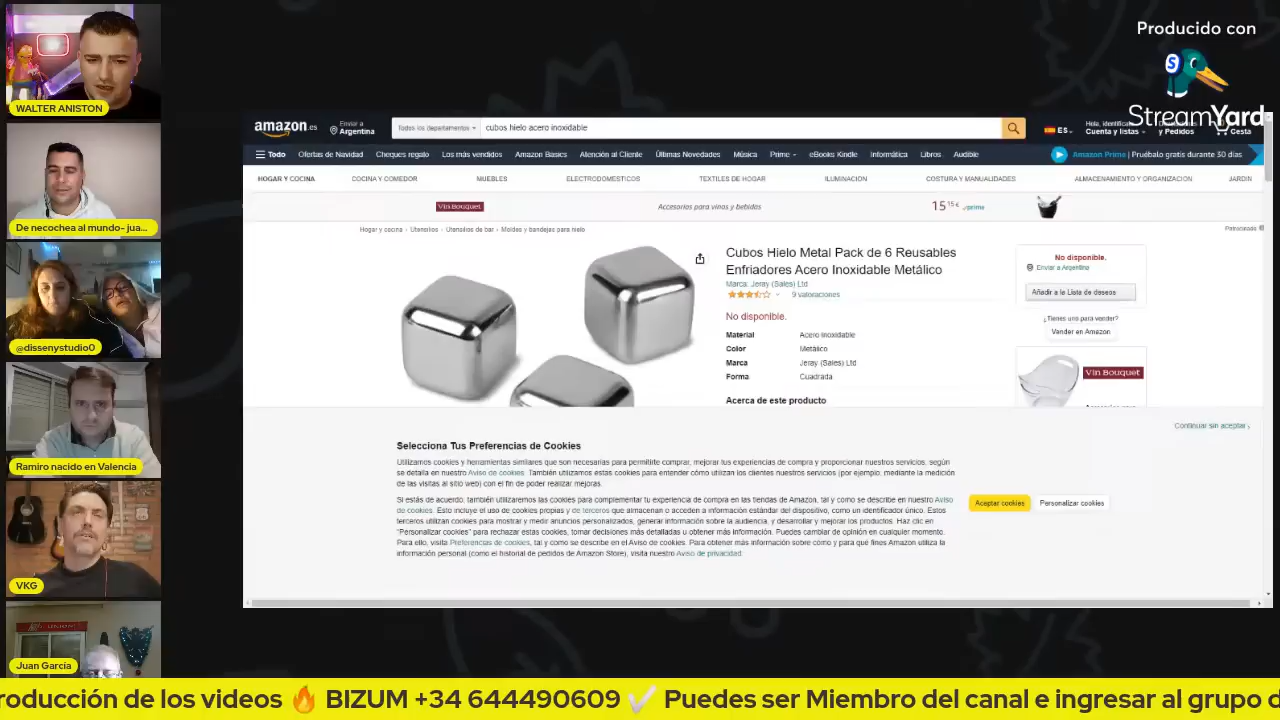 Producido con
StreamYard
WALTER ANISTON
De necochea al mundo- jua...
@dissenystudio0
Ramiro nacido en Valencia
VKG
Juan García
amazon.es
Enviar a
Argentina
Todos los departamentos
cubos hielo acero inoxidable
ES
Hola, identifíca
Cuenta y listas
y Pedidos
Cesta
Todo
Ofertas de Navidad
Cheques regalo
Los más vendidos
Amazon Basics
Atención al Cliente
Últimas Novedades
Música
Prime
eBooks Kindle
Informática
Libros
Audible
Amazon Prime | Pruébalo gratis durante 30 días
HOGAR Y COCINA
COCINA Y COMEDOR
MUEBLES
ELECTRODOMÉSTICOS
TEXTILES DE HOGAR
ILUMINACIÓN
COSTURA Y MANUALIDADES
ALMACENAMIENTO Y ORGANIZACIÓN
JARDÍN
Vin Bouquet
Accesorios para vinos y bebidas
15 15 € prime
Patrocinado
Hogar y cocina › Utensilios › Utensilios de bar › Moldes y bandejas para hielo
Cubos Hielo Metal Pack de 6 Reusables
Enfriadores Acero Inoxidable Metálico
Marca: Jeray (Sales) Ltd
9 valoraciones
No disponible.
Material Acero inoxidable
Color Metálico
Marca Jeray (Sales) Ltd
Forma Cuadrada
Acerca de este producto
No disponible.
Enviar a Argentina
Añadir a la Lista de deseos
¿Tienes uno para vender?
Vender en Amazon
Vin Bouquet
Continuar sin aceptar
Selecciona Tus Preferencias de Cookies
Utilizamos cookies y herramientas similares que son necesarias para permitirte comprar, mejorar tus experiencias de compra y proporcionar nuestros servicios, según
se detalla en nuestro Aviso de cookies. También utilizamos estas cookies para entender cómo utilizan los clientes nuestros servicios (por ejemplo, mediante la medición
de las visitas al sitio web) con el fin de poder realizar mejoras.
Si estás de acuerdo, también utilizaremos las cookies para complementar tu experiencia de compra en las tiendas de Amazon, tal y como se describe en nuestro Aviso
de cookies. Esto incluye el uso de cookies propias y de terceros que almacenan o acceden a información estándar del dispositivo, como un identificador único. Estos
terceros utilizan cookies para mostrar y medir anuncios personalizados, generar información sobre la audiencia, y desarrollar y mejorar los productos. Haz clic en
"Personalizar cookies" para rechazar estas cookies, tomar decisiones más detalladas u obtener más información. Puedes cambiar de opinión en cualquier momento.
Para ello, visita Preferencias de cookies, tal y como se describe en el Aviso de cookies. Para obtener más información sobre cómo y para qué fines Amazon utiliza la
información personal (como el historial de pedidos de Amazon Store), visita nuestro Aviso de privacidad.
Aceptar cookies
Personalizar cookies
roducción de los videos 🔥 BIZUM +34 644490609 ✔️ Puedes ser Miembro del canal e ingresar al grupo d